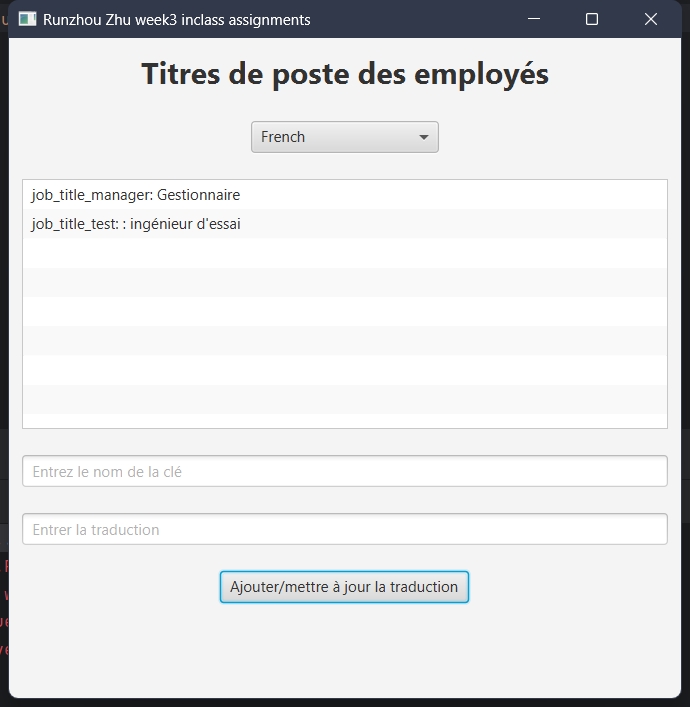 Runzhou Zhu week3 inclass assignments
Titres de poste des employés
French
job_title_manager: Gestionnaire
job_title_test: : ingénieur d'essai
Entrez le nom de la clé
Entrer la traduction
Ajouter/mettre à jour la traduction